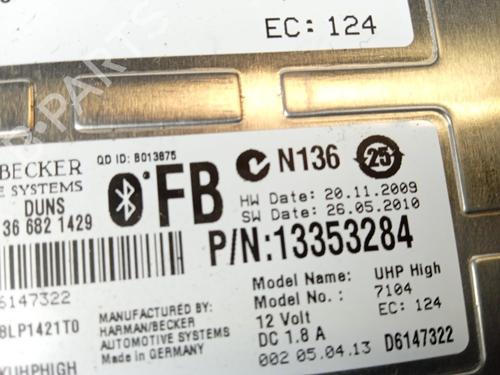 EC: 124
BECKER
SYSTEMS
QD ID: B013875
N136
25
DUNS
36 682 1429
FB
HW Date: 20.11.2009
SW Date: 26.05.2010
P/N:13353284
6147322
8LP1421T0
KUHPHIGH
MANUFACTURED BY
HARMAN/BECKER
AUTOMOTIVE SYSTEMS
Made in GERMANY
Model Name: UHP High
Model No.: 7104
12 Volt EC: 124
DC 1.8 A
002 05.04.13 D6147322